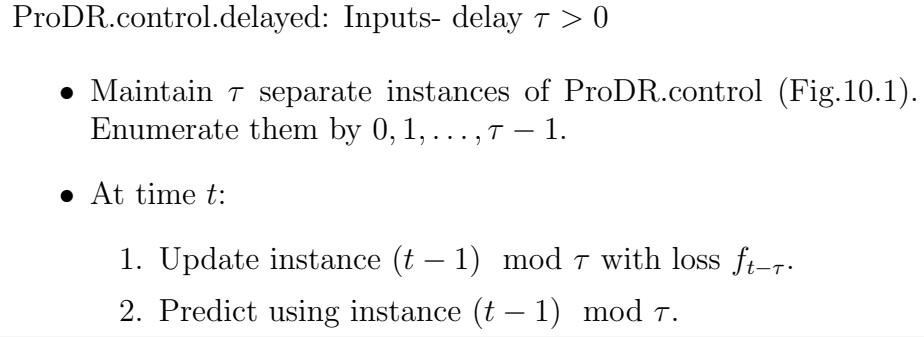 ProDR.control.delayed: Inputs- delay τ > 0
• Maintain τ separate instances of ProDR.control (Fig.10.1).
Enumerate them by 0, 1, . . . , τ − 1.
• At time t:
1. Update instance (t − 1) mod τ with loss f_{t−τ}.
2. Predict using instance (t − 1) mod τ.